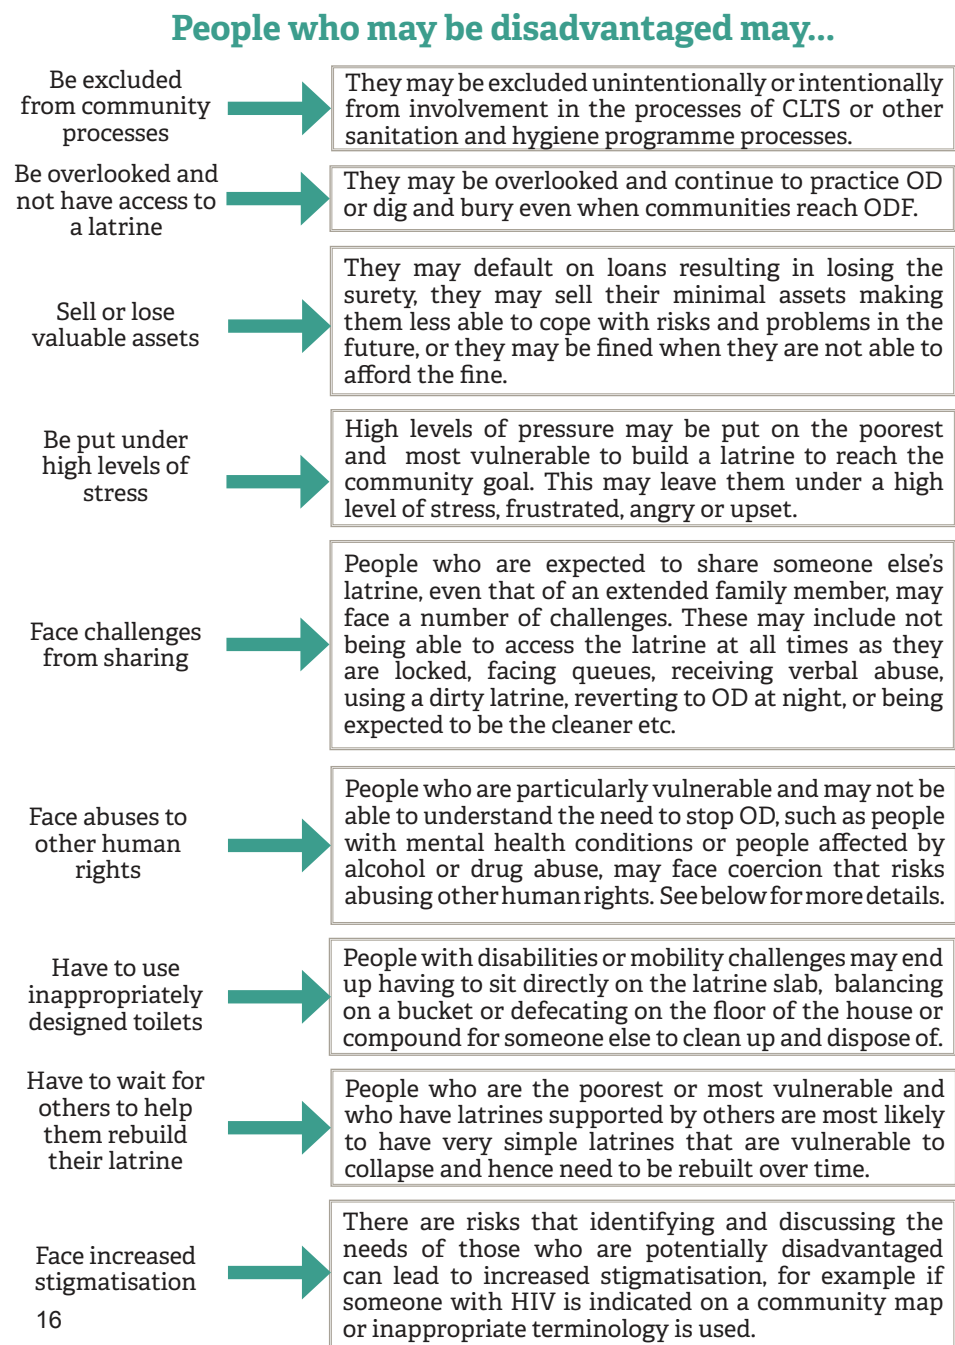 People who may be disadvantaged may...
Be excluded
from community
processes
They may be excluded unintentionally or intentionally
from involvement in the processes of CLTS or other
sanitation and hygiene programme processes.
Be overlooked and
not have access to
a latrine
They may be overlooked and continue to practice OD
or dig and bury even when communities reach ODF.
Sell or lose
valuable assets
They may default on loans resulting in losing the
surety, they may sell their minimal assets making
them less able to cope with risks and problems in the
future, or they may be fined when they are not able to
afford the fine.
Be put under
high levels of
stress
High levels of pressure may be put on the poorest
and most vulnerable to build a latrine to reach the
community goal. This may leave them under a high
level of stress, frustrated, angry or upset.
Face challenges
from sharing
People who are expected to share someone else's
latrine, even that of an extended family member, may
face a number of challenges. These may include not
being able to access the latrine at all times as they
are locked, facing queues, receiving verbal abuse,
using a dirty latrine, reverting to OD at night, or being
expected to be the cleaner etc.
Face abuses to
other human
rights
People who are particularly vulnerable and may not be
able to understand the need to stop OD, such as people
with mental health conditions or people affected by
alcohol or drug abuse, may face coercion that risks
abusing other human rights. See below for more details.
Have to use
inappropriately
designed toilets
People with disabilities or mobility challenges may end
up having to sit directly on the latrine slab, balancing
on a bucket or defecating on the floor of the house or
compound for someone else to clean up and dispose of.
Have to wait for
others to help
them rebuild
their latrine
People who are the poorest or most vulnerable and
who have latrines supported by others are most likely
to have very simple latrines that are vulnerable to
collapse and hence need to be rebuilt over time.
Face increased
stigmatisation
There are risks that identifying and discussing the
needs of those who are potentially disadvantaged
can lead to increased stigmatisation, for example if
someone with HIV is indicated on a community map
or inappropriate terminology is used.
16